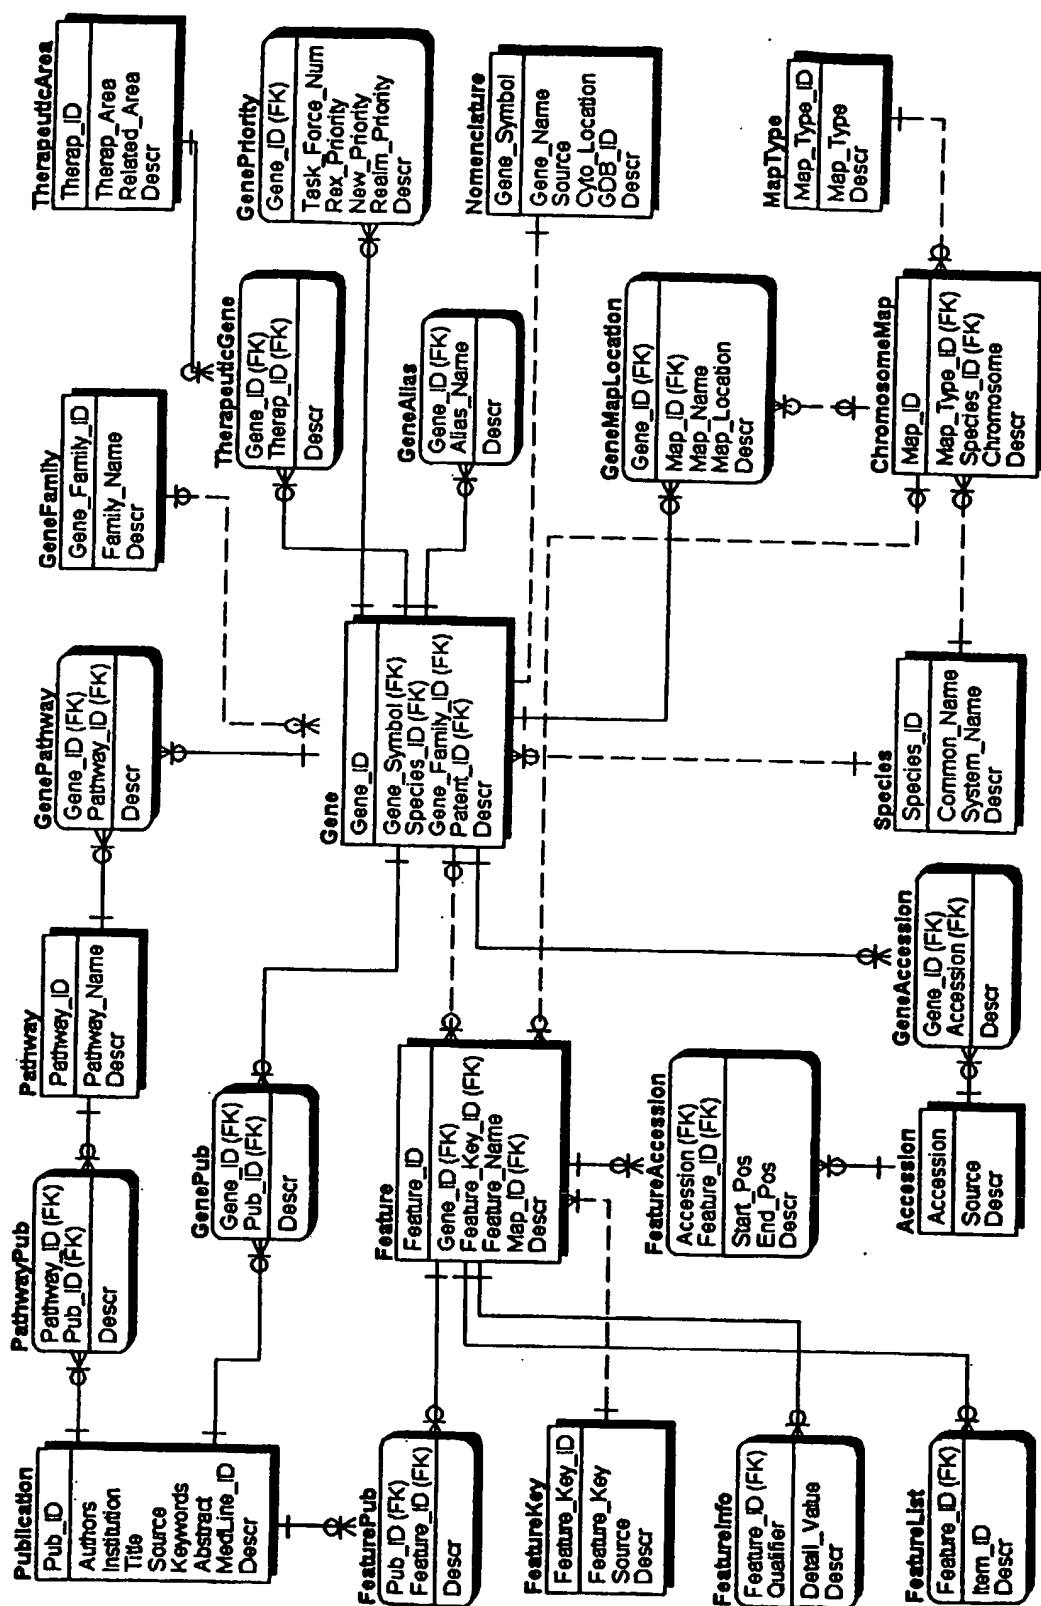 Publication
Pub_ID
Authors
Institution
Title
Source
Keywords
Abstract
MedLine_ID
Descr
PathwayPub
Pathway_ID (FK)
Pub_ID (FK)
Descr
Pathway
Pathway_ID
Pathway_Name
Descr
GenePathway
Gene_ID (FK)
Pathway_ID (FK)
Descr
GeneFamily
Gene_Family_ID
Family_Name
Descr
TherapeuticArea
Therap_ID
Therap_Area
Related_Area
Descr
GenePub
Gene_ID (FK)
Pub_ID (FK)
Descr
TherapeuticGene
Gene_ID (FK)
Therap_ID (FK)
Descr
GenePriority
Gene_ID (FK)
Task_Force_Num
Rex_Priority
New_Priority
Realm_Priority
Descr
FeaturePub
Pub_ID (FK)
Feature_ID (FK)
Descr
Feature
Feature_ID
Gene_ID (FK)
Feature_Key_ID (FK)
Feature_Name
Map_ID (FK)
Descr
Gene
Gene_ID
Gene_Symbol (FK)
Species_ID (FK)
Gene_Family_ID (FK)
Patent_ID (FK)
Descr
GeneAlias
Gene_ID (FK)
Alias_Name
Descr
Nomenclature
Gene_Symbol
Gene_Name
Source
Cyto_Location
GDB_ID
Descr
FeatureKey
Feature_Key_ID
Feature_Key
Source
Descr
FeatureAccession
Accession (FK)
Feature_ID (FK)
Start_Pos
End_Pos
Descr
GeneMapLocation
Gene_ID (FK)
Map_ID (FK)
Map_Name
Map_Location
Descr
MapType
Map_Type_ID
Map_Type
Descr
FeatureInfo
Feature_ID (FK)
Qualifier
Detail_Value
Descr
FeatureList
Feature_ID (FK)
Item_ID
Descr
Accession
Accession
Source
Descr
GeneAccession
Gene_ID (FK)
Accession (FK)
Descr
Species
Species_ID
Common_Name
System_Name
Descr
ChromosomeMap
Map_ID
Map_Type_ID (FK)
Species_ID (FK)
Chromosome
Descr